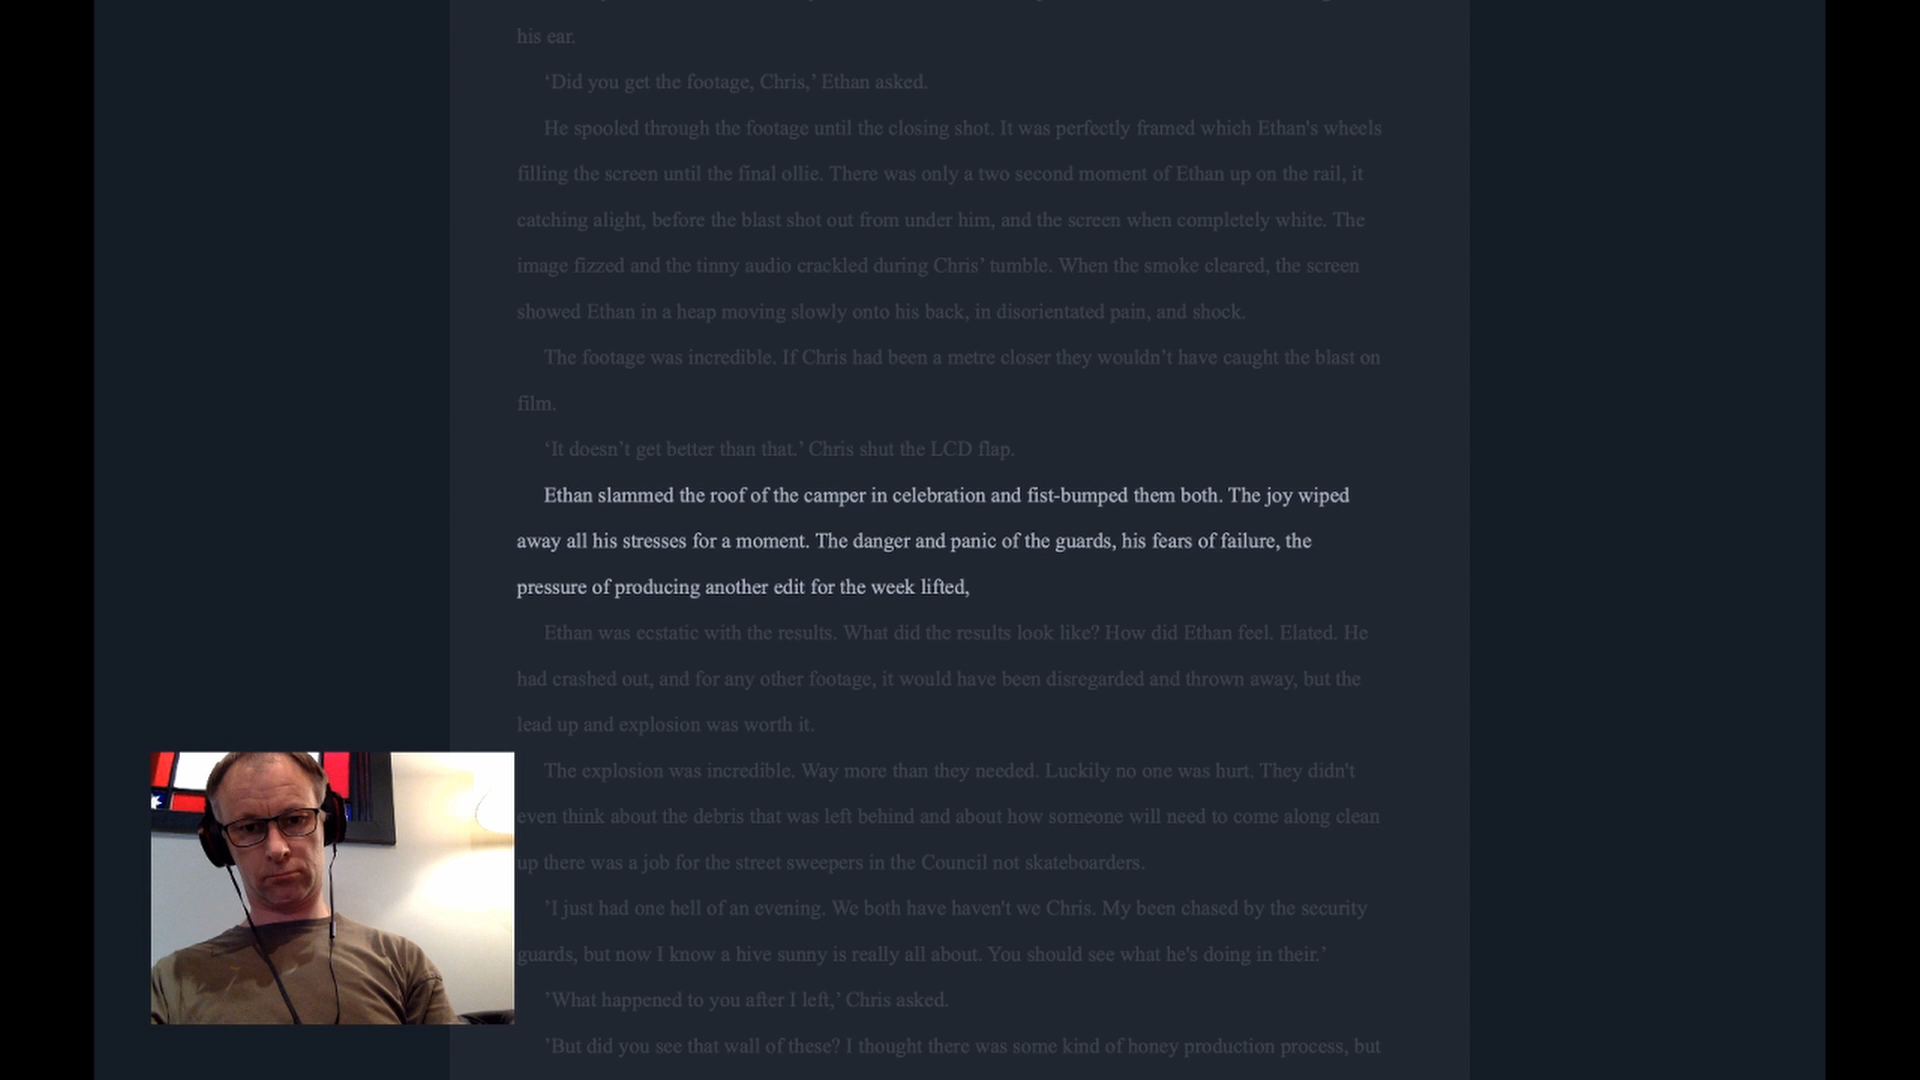 his ear.
‘Did you get the footage, Chris,’ Ethan asked.
He spooled through the footage until the closing shot. It was perfectly framed which Ethan's wheels
filling the screen until the final ollie. There was only a two second moment of Ethan up on the rail, it
catching alight, before the blast shot out from under him, and the screen when completely white. The
image fizzed and the tinny audio crackled during Chris’ tumble. When the smoke cleared, the screen
showed Ethan in a heap moving slowly onto his back, in disorientated pain, and shock.
The footage was incredible. If Chris had been a metre closer they wouldn’t have caught the blast on
film.
‘It doesn’t get better than that.’ Chris shut the LCD flap.
Ethan slammed the roof of the camper in celebration and fist-bumped them both. The joy wiped
away all his stresses for a moment. The danger and panic of the guards, his fears of failure, the
pressure of producing another edit for the week lifted,
Ethan was ecstatic with the results. What did the results look like? How did Ethan feel. Elated. He
had crashed out, and for any other footage, it would have been disregarded and thrown away, but the
lead up and explosion was worth it.
The explosion was incredible. Way more than they needed. Luckily no one was hurt. They didn't
even think about the debris that was left behind and about how someone will need to come along clean
up there was a job for the street sweepers in the Council not skateboarders.
’I just had one hell of an evening. We both have haven't we Chris. My been chased by the security
guards, but now I know a hive sunny is really all about. You should see what he's doing in their.’
’What happened to you after I left,’ Chris asked.
’But did you see that wall of these? I thought there was some kind of honey production process, but